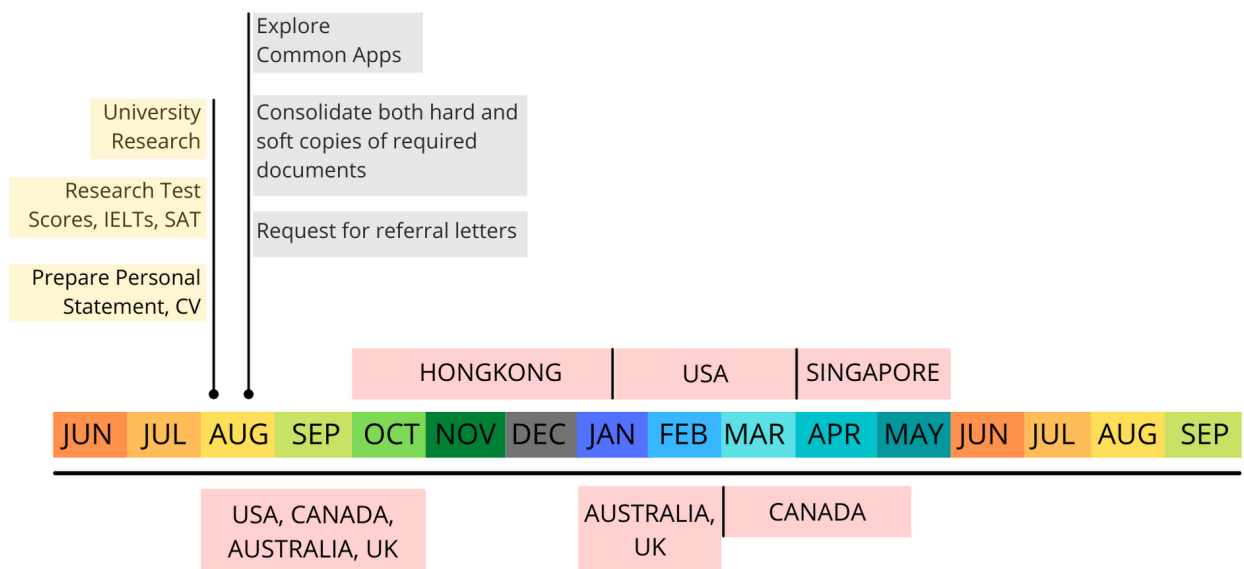 Explore
Common Apps
University
Research
Consolidate both hard and
soft copies of required
documents
Research Test
Scores, IELTs, SAT
Request for referral letters
Prepare Personal
Statement, CV
HONGKONG USA SINGAPORE
JUN JUL AUG SEP OCT NOV DEC JAN FEB MAR APR MAY JUN JUL AUG SEP
USA, CANADA,
AUSTRALIA, UK
AUSTRALIA,
UK
CANADA